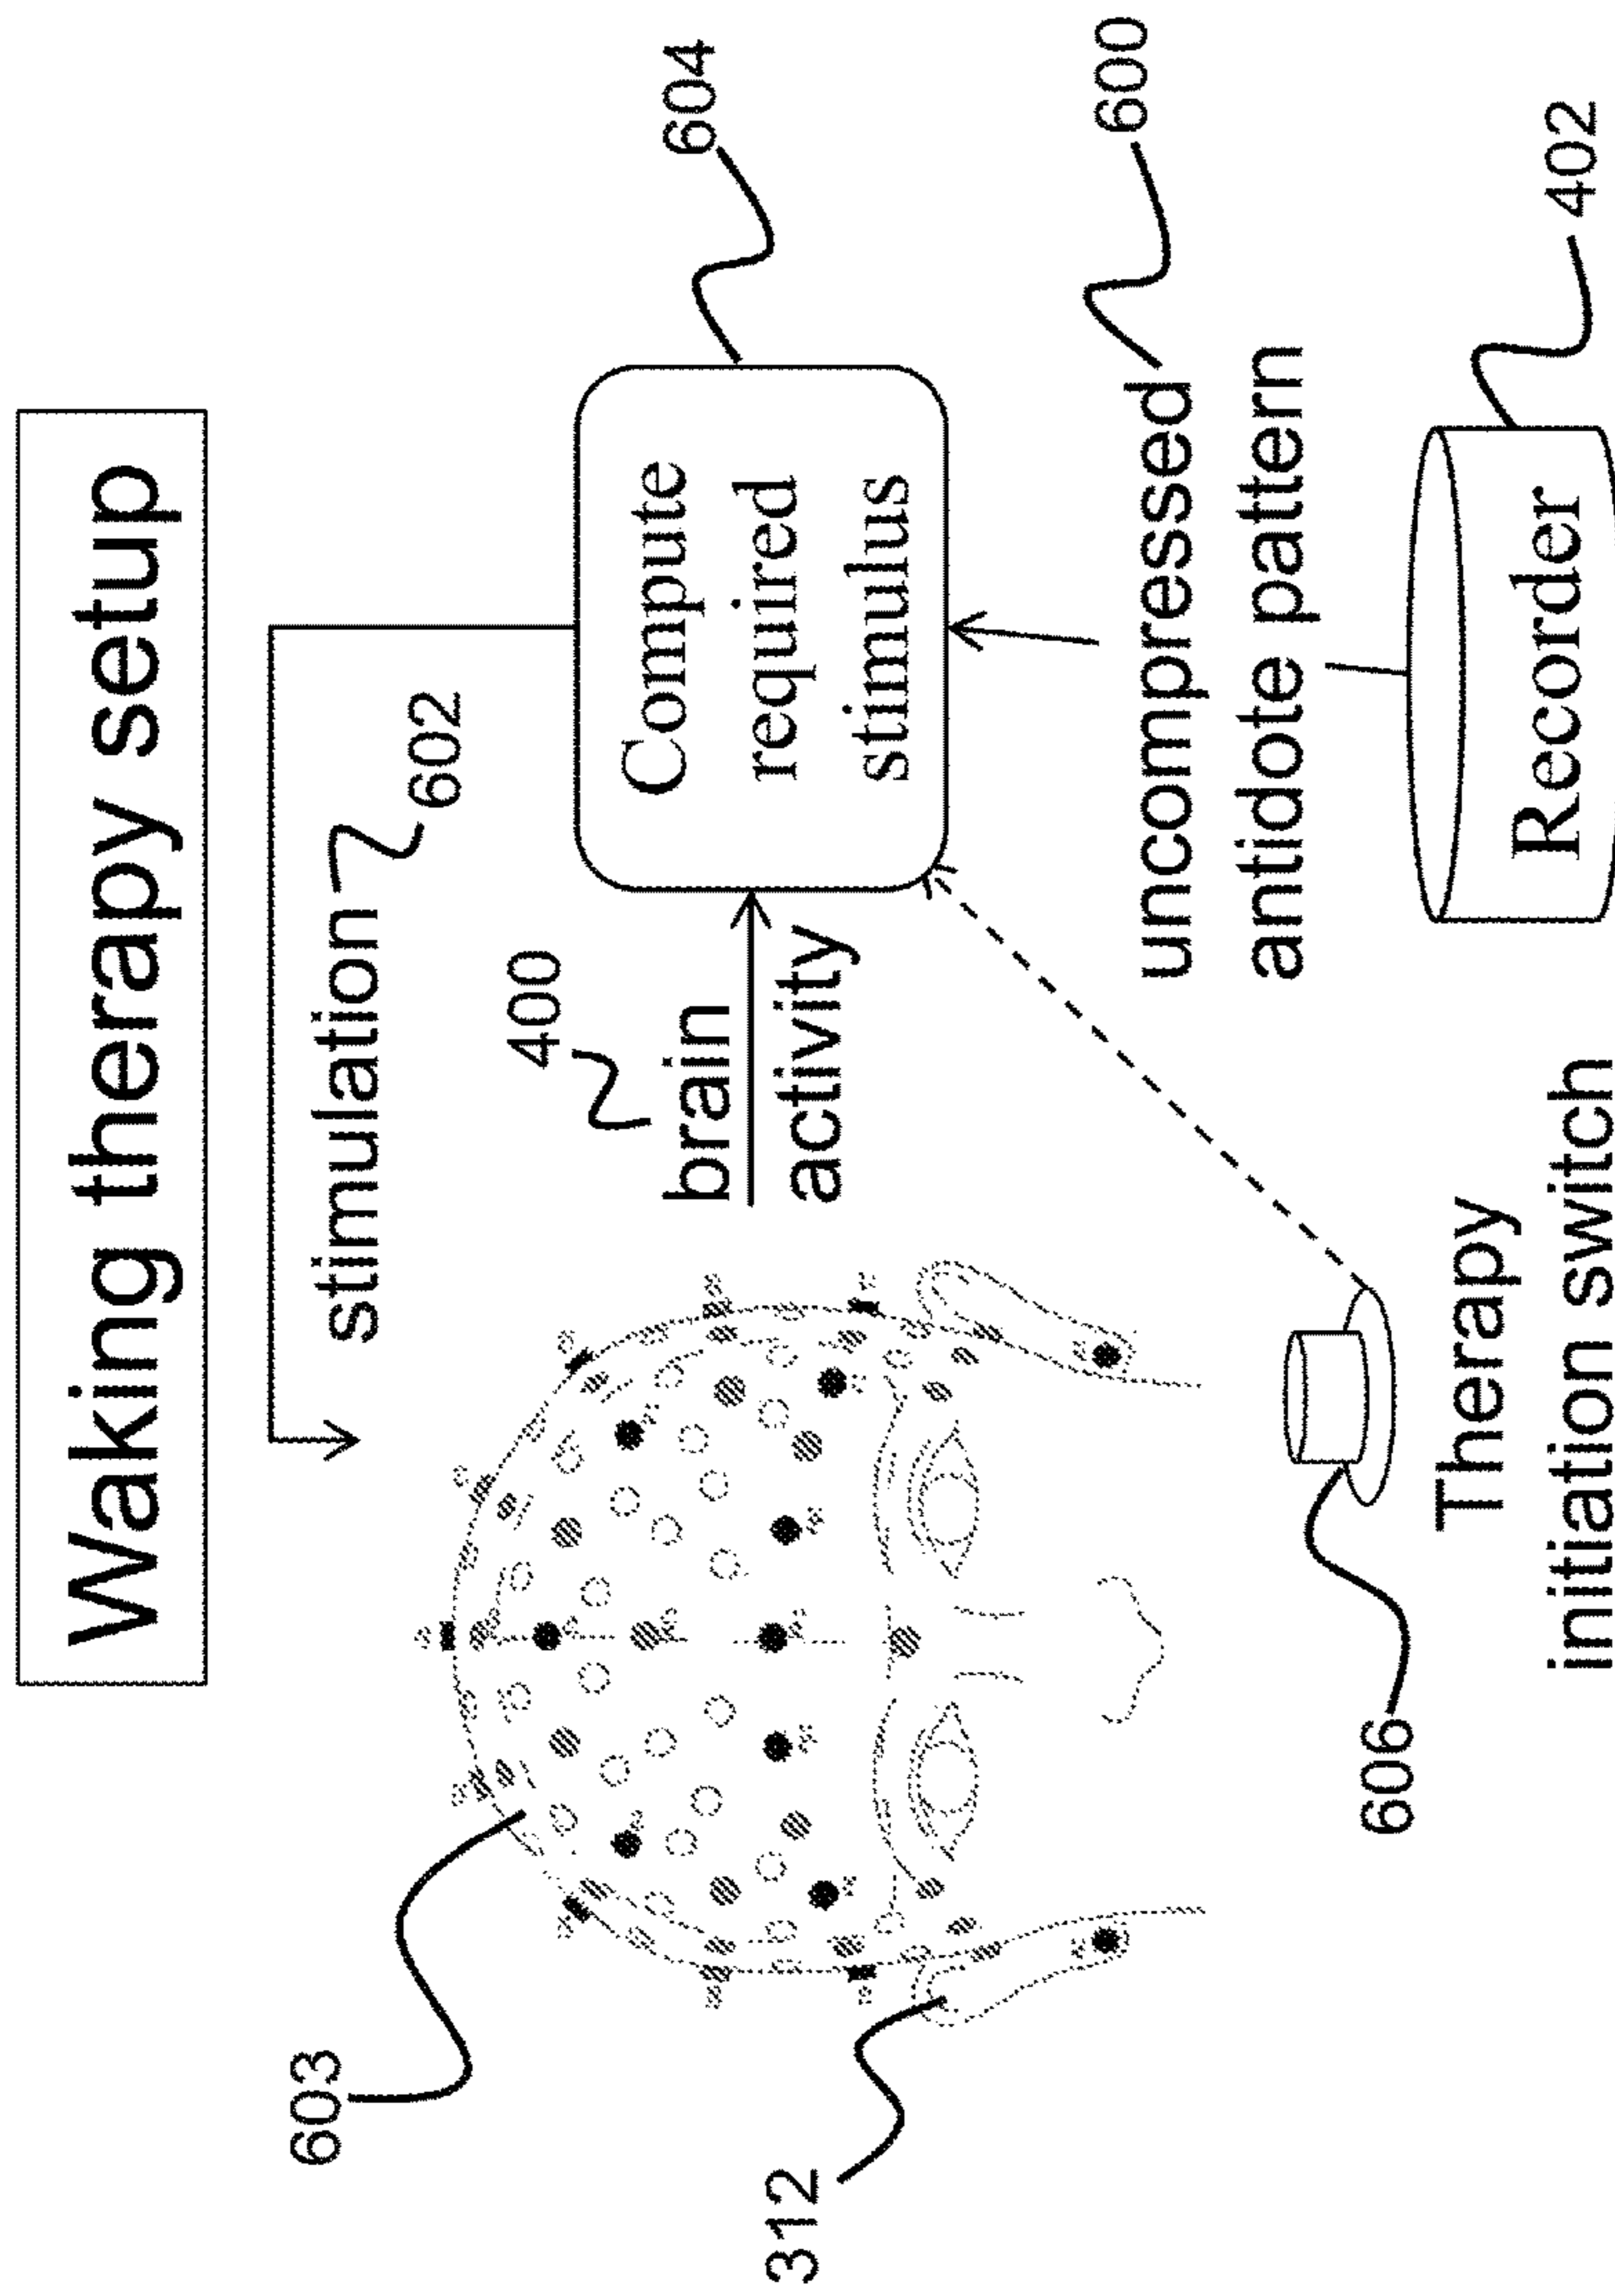 Waking therapy setup
603
stimulation
602
604
400
brain
activity
Compute
required
stimulus
312
600
uncompressed
antidote pattern
606
Therapy
initiation switch
402
Recorder